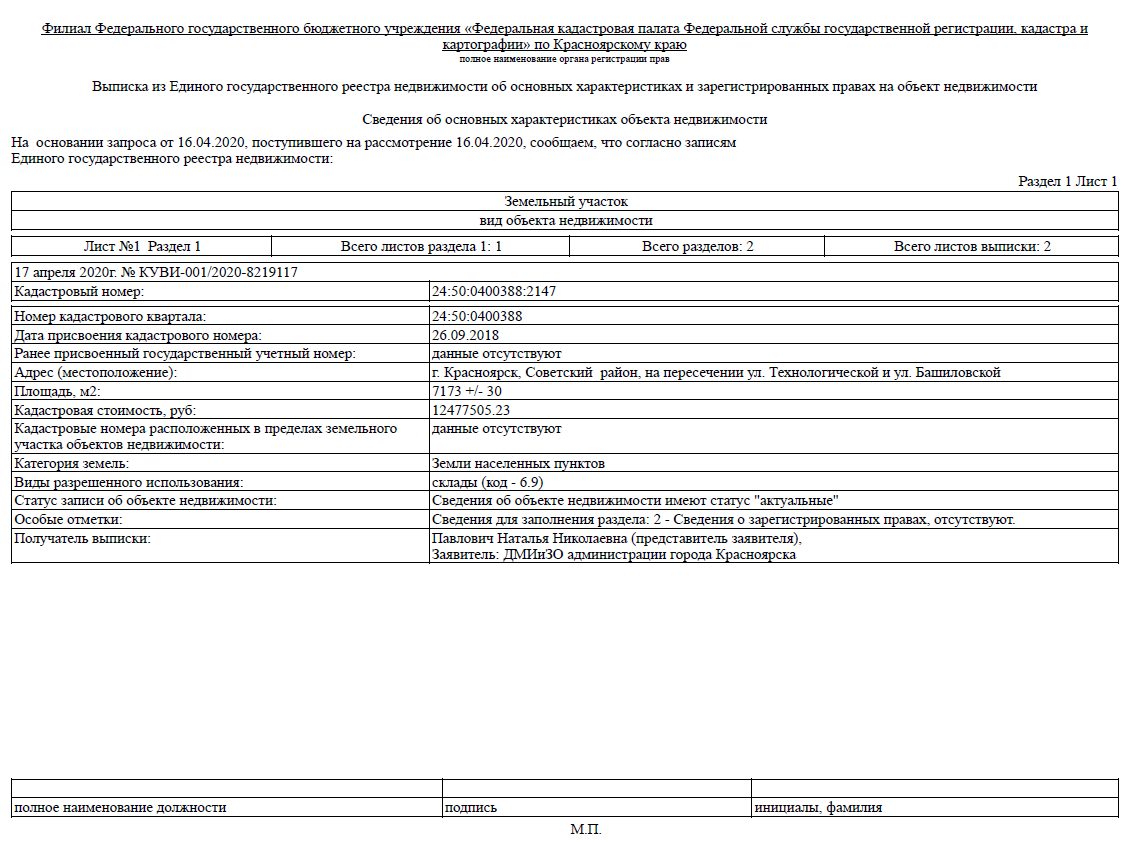 Филиал Федерального государственного бюджетного учреждения «Федеральная кадастровая палата Федеральной службы государственной регистрации, кадастра и
картографии» по Красноярскому краю
полное наименование органа регистрации прав
Выписка из Единого государственного реестра недвижимости об основных характеристиках и зарегистрированных правах на объект недвижимости
Сведения об основных характеристиках объекта недвижимости
На основании запроса от 16.04.2020, поступившего на рассмотрение 16.04.2020, сообщаем, что согласно записям
Единого государственного реестра недвижимости:
Раздел 1 Лист 1
Земельный участок
вид объекта недвижимости
Лист №1 Раздел 1 Всего листов раздела 1: 1 Всего разделов: 2 Всего листов выписки: 2
17 апреля 2020г. № КУВИ-001/2020-8219117
Кадастровый номер: 24:50:0400388:2147
Номер кадастрового квартала: 24:50:0400388
Дата присвоения кадастрового номера: 26.09.2018
Ранее присвоенный государственный учетный номер: данные отсутствуют
Адрес (местоположение): г. Красноярск, Советский район, на пересечении ул. Технологической и ул. Башиловской
Площадь, м2: 7173 +/- 30
Кадастровая стоимость, руб: 12477505.23
Кадастровые номера расположенных в пределах земельного данные отсутствуют
участка объектов недвижимости:
Категория земель: Земли населенных пунктов
Виды разрешенного использования: склады (код - 6.9)
Статус записи об объекте недвижимости: Сведения об объекте недвижимости имеют статус "актуальные"
Особые отметки: Сведения для заполнения раздела: 2 - Сведения о зарегистрированных правах, отсутствуют.
Получатель выписки: Павлович Наталья Николаевна (представитель заявителя),
Заявитель: ДМИиЗО администрации города Красноярска
полное наименование должности подпись инициалы, фамилия
М.П.